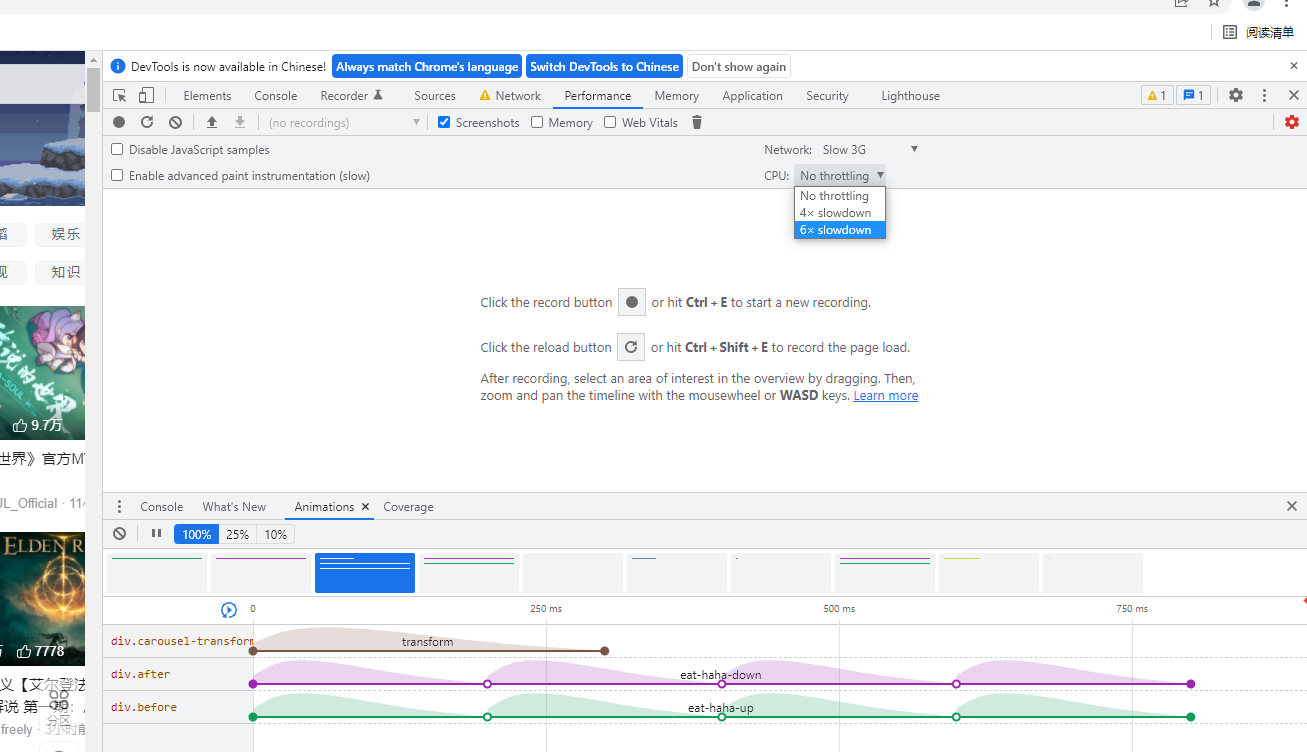 阅读清单
DevTools is now available in Chinese! Always match Chrome's language Switch DevTools to Chinese Don't show again
Elements Console Recorder Sources Network Performance Memory Application Security Lighthouse 1 1
(no recordings) Screenshots Memory Web Vitals
Disable JavaScript samples Network: Slow 3G
Enable advanced paint instrumentation (slow) CPU: No throttling
No throttling
4× slowdown
6× slowdown
娱乐
知识
Click the record button or hit Ctrl + E to start a new recording.
Click the reload button or hit Ctrl + Shift + E to record the page load.
After recording, select an area of interest in the overview by dragging. Then,
zoom and pan the timeline with the mousewheel or WASD keys. Learn more
9.7万
世界》官方M
UL_Official · 11
ELDEN R
7778
义【艾尔登法
解说 第一期：
freely · 3小时前
分区
Console What's New Animations Coverage
100% 25% 10%
0 250 ms 500 ms 750 ms
div.carousel-transform transform
div.after eat-haha-down
div.before eat-haha-up